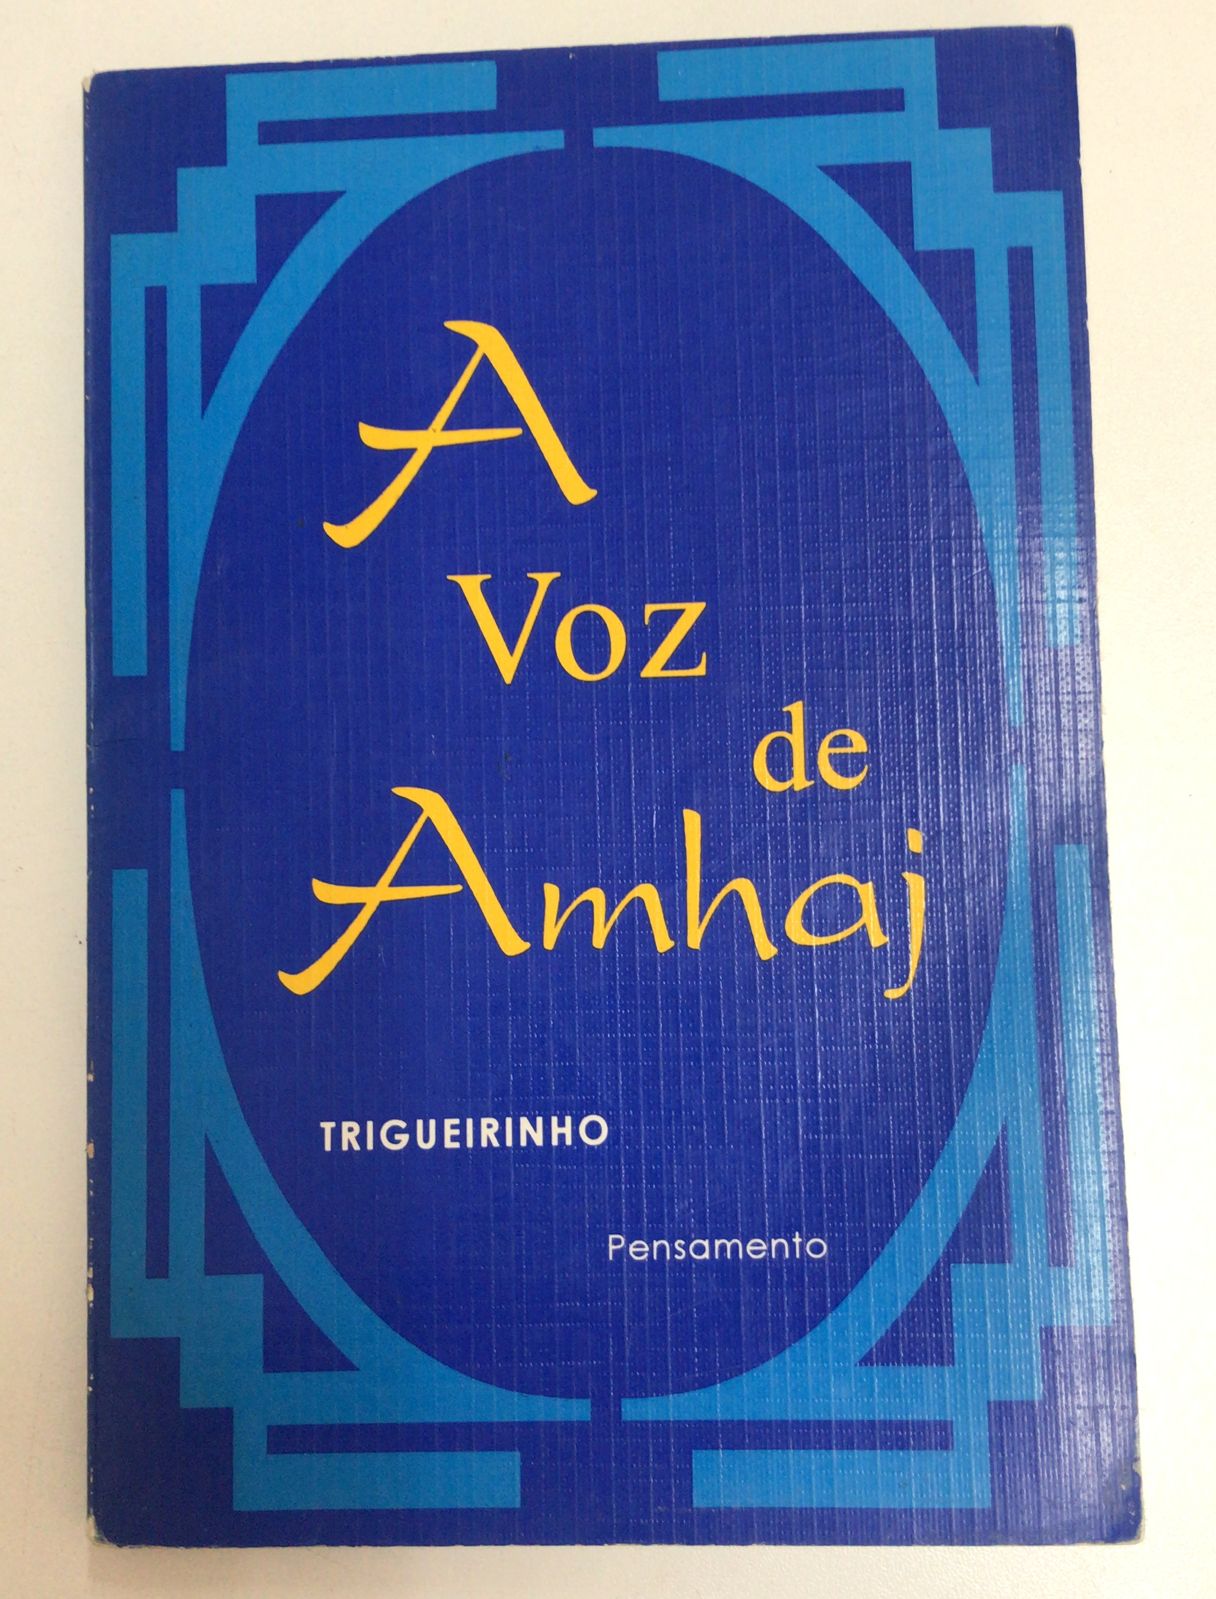 A
Voz
de
Amhaj
TRIGUEIRINHO
Pensamento